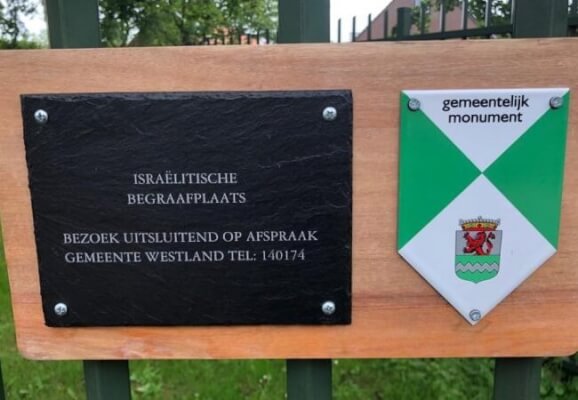 ISRAËLITISCHE
BEGRAAFPLAATS
BEZOEK UITSLUITEND OP AFSPRAAK
GEMEENTE WESTLAND TEL: 140174
gemeentelijk
monument